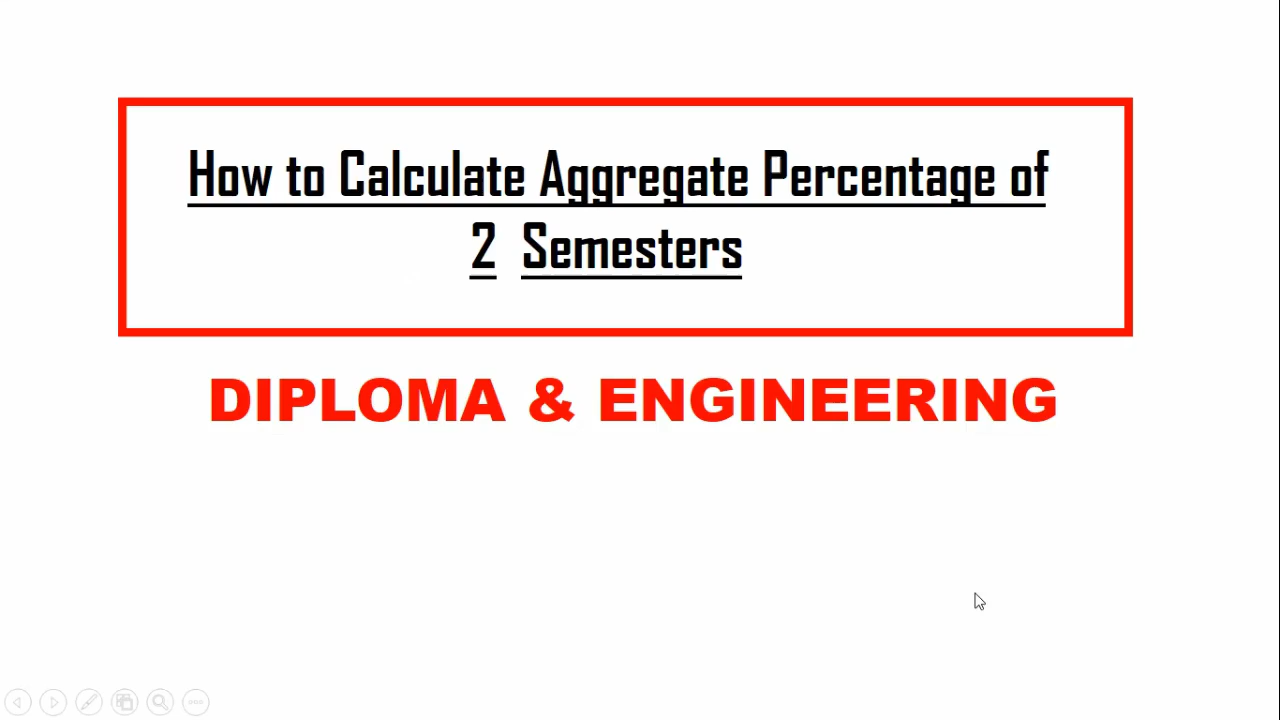 How to Calculate Aggregate Percentage of
2 Semesters
DIPLOMA & ENGINEERING